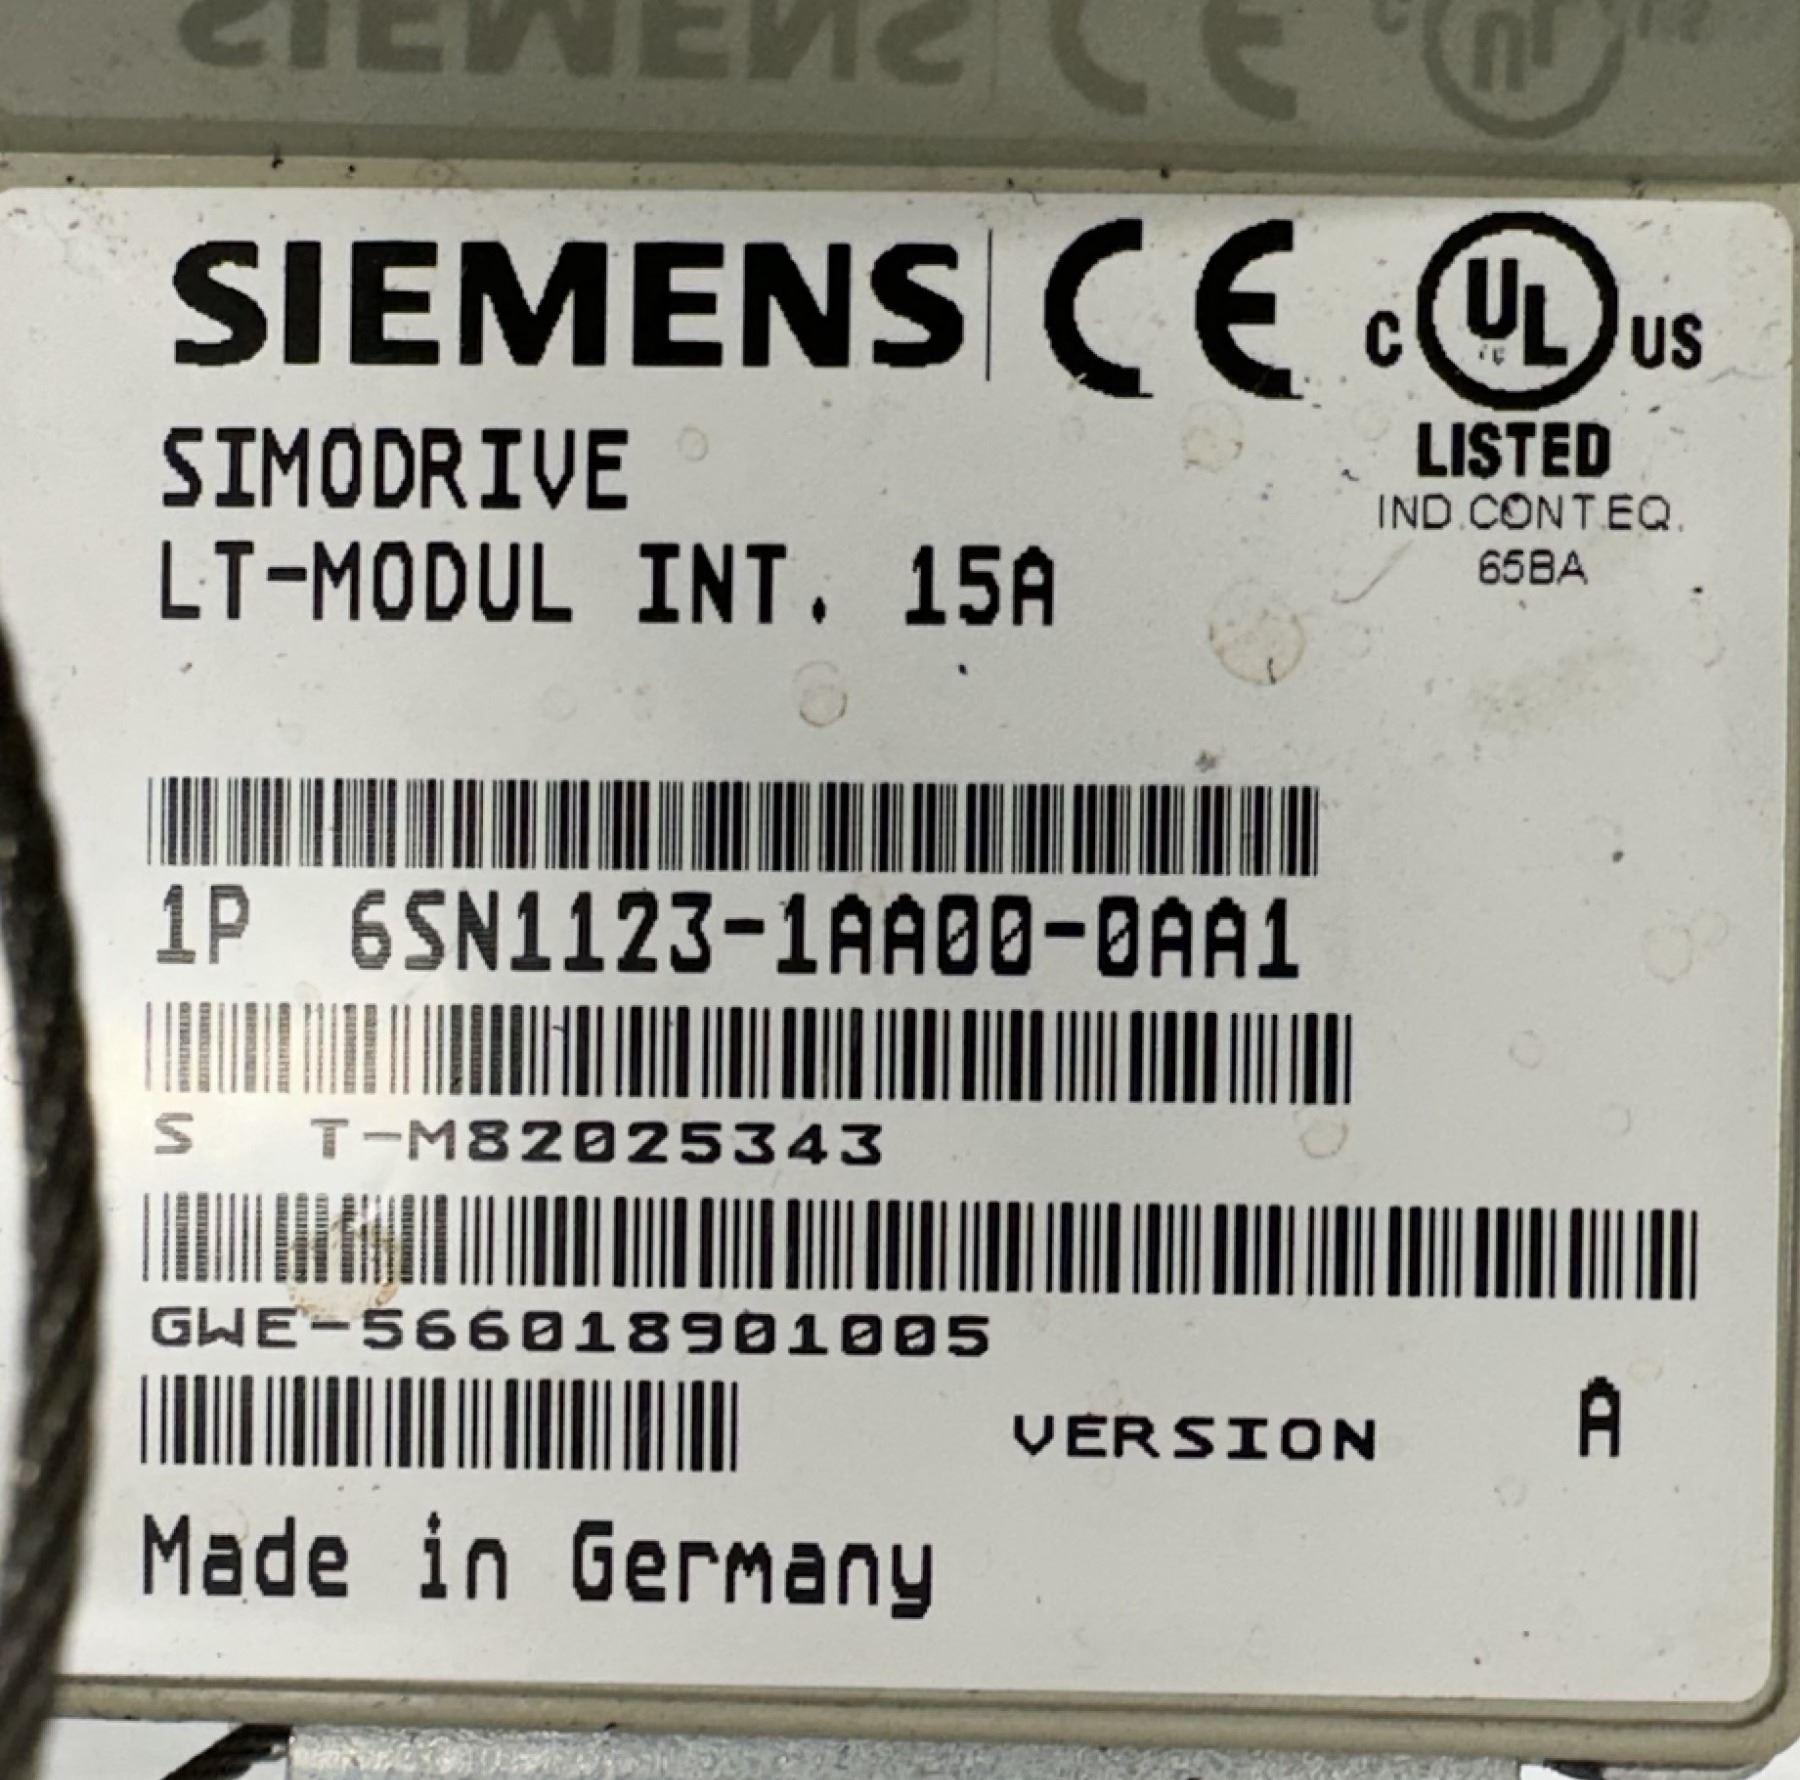 SIEMENS CE C UL US
LISTED
IND.CONT.EQ.
65BA
SIMODRIVE
LT-MODUL INT. 15A
1P 6SN1123-1AA00-0AA1
S T-M82025343
GWE-566018901005
VERSION A
Made in Germany